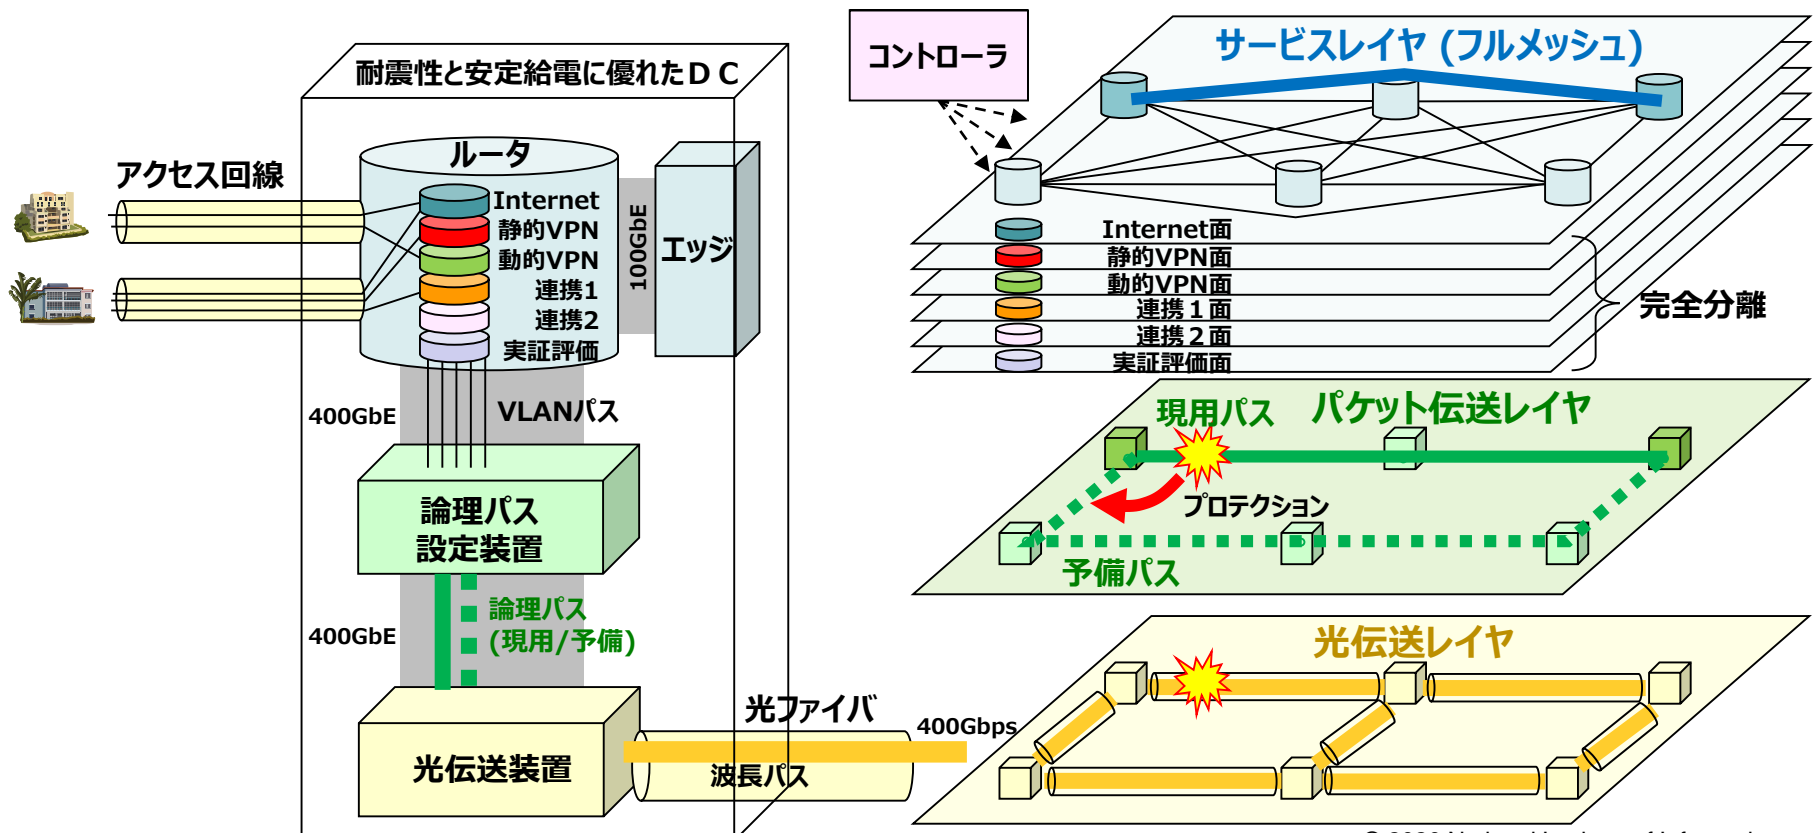 耐震性と安定給電に優れたＤＣ
アクセス回線
ルータ
Internet
静的VPN
動的VPN
連携1
連携2
実証評価
100GbE
エッジ
400GbE
VLANパス
論理パス
設定装置
400GbE
論理パス
(現用/予備)
光伝送装置
光ファイバ
400Gbps
波長パス
コントローラ
サービスレイヤ (フルメッシュ)
Internet面
静的VPN面
動的VPN面
連携１面
連携２面
実証評価面
完全分離
パケット伝送レイヤ
現用パス
プロテクション
予備パス
光伝送レイヤ